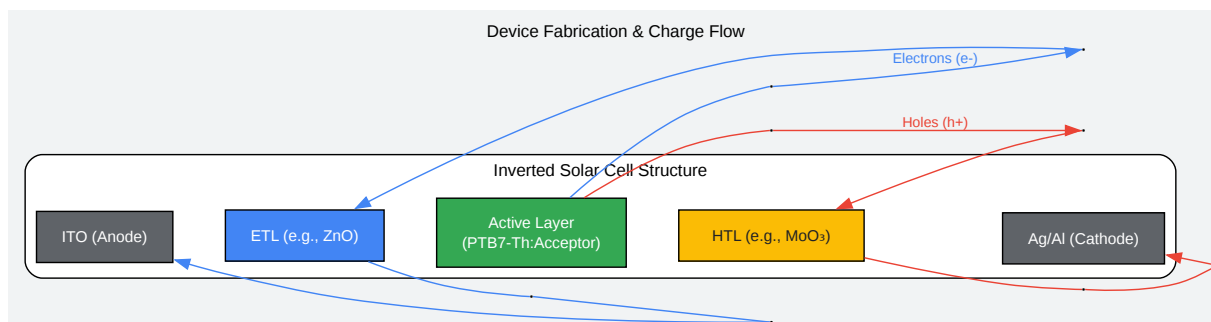 Device Fabrication & Charge Flow
Electrons (e-)
Holes (h+)
Inverted Solar Cell Structure
ITO (Anode)
ETL (e.g., ZnO)
Active Layer
(PTB7-Th:Acceptor)
HTL (e.g., MoO₃)
Ag/Al (Cathode)